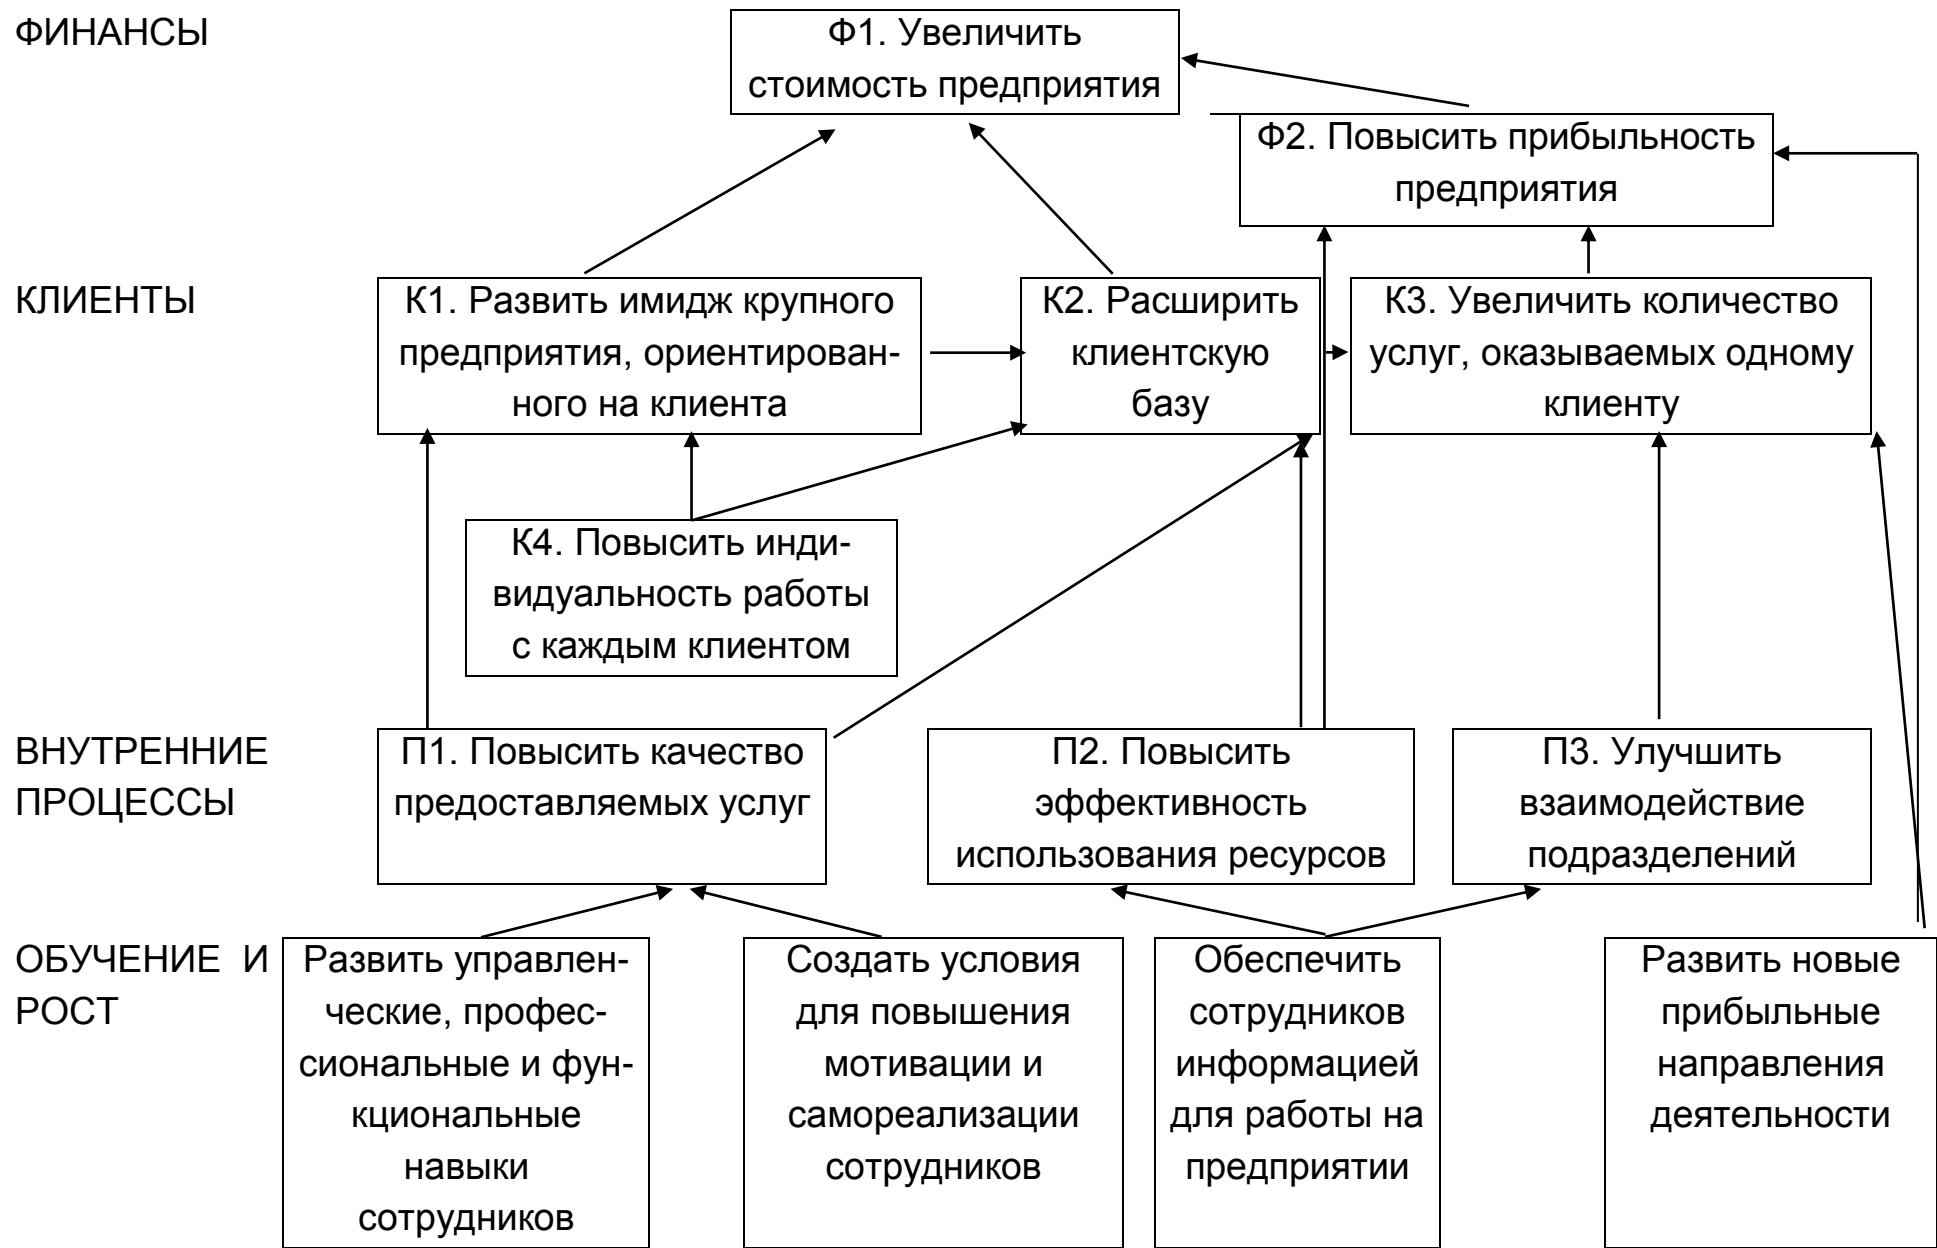 ФИНАНСЫ
Ф1. Увеличить
стоимость предприятия
Ф2. Повысить прибыльность
предприятия
КЛИЕНТЫ
К1. Развить имидж крупного
предприятия, ориентирован-
ного на клиента
К2. Расширить
клиентскую
базу
К3. Увеличить количество
услуг, оказываемых одному
клиенту
К4. Повысить инди-
видуальность работы
с каждым клиентом
ВНУТРЕННИЕ
ПРОЦЕССЫ
П1. Повысить качество
предоставляемых услуг
П2. Повысить
эффективность
использования ресурсов
П3. Улучшить
взаимодействие
подразделений
ОБУЧЕНИЕ И
РОСТ
Развить управлен-
ческие, профес-
сиональные и фун-
кциональные
навыки
сотрудников
Создать условия
для повышения
мотивации и
самореализации
сотрудников
Обеспечить
сотрудников
информацией
для работы на
предприятии
Развить новые
прибыльные
направления
деятельности